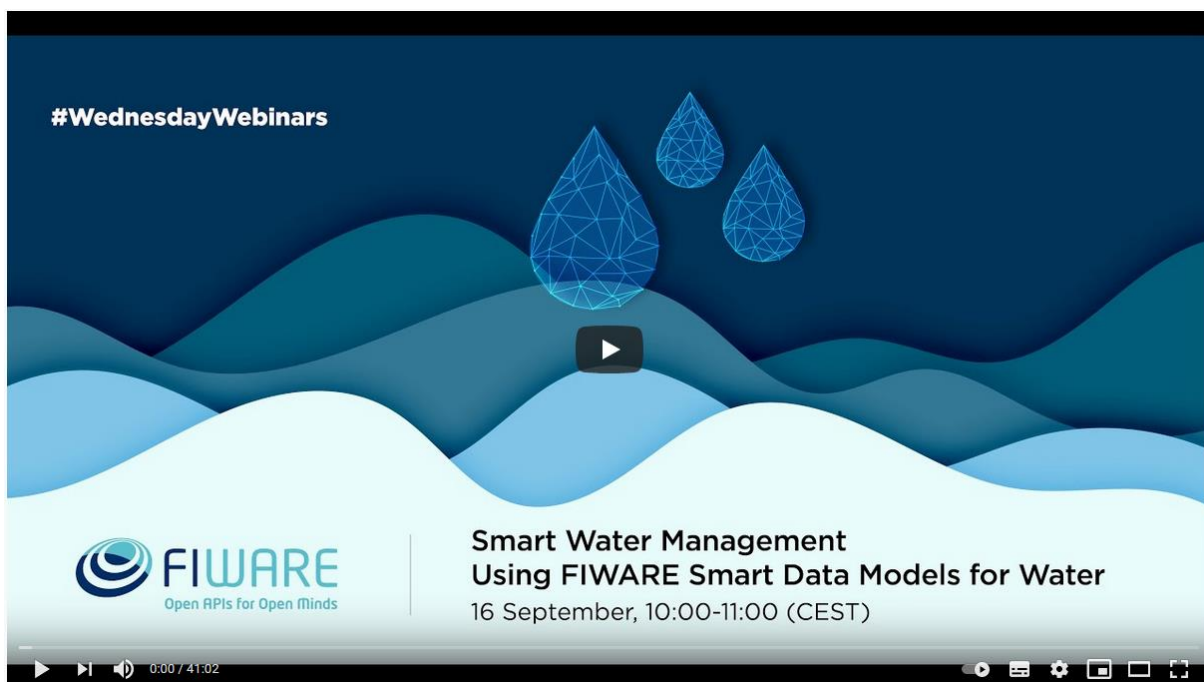 #WednesdayWebinars
FIWARE
Open APIs for Open Minds
Smart Water Management
Using FIWARE Smart Data Models for Water
16 September, 10:00-11:00 (CEST)
0:00 / 41:02